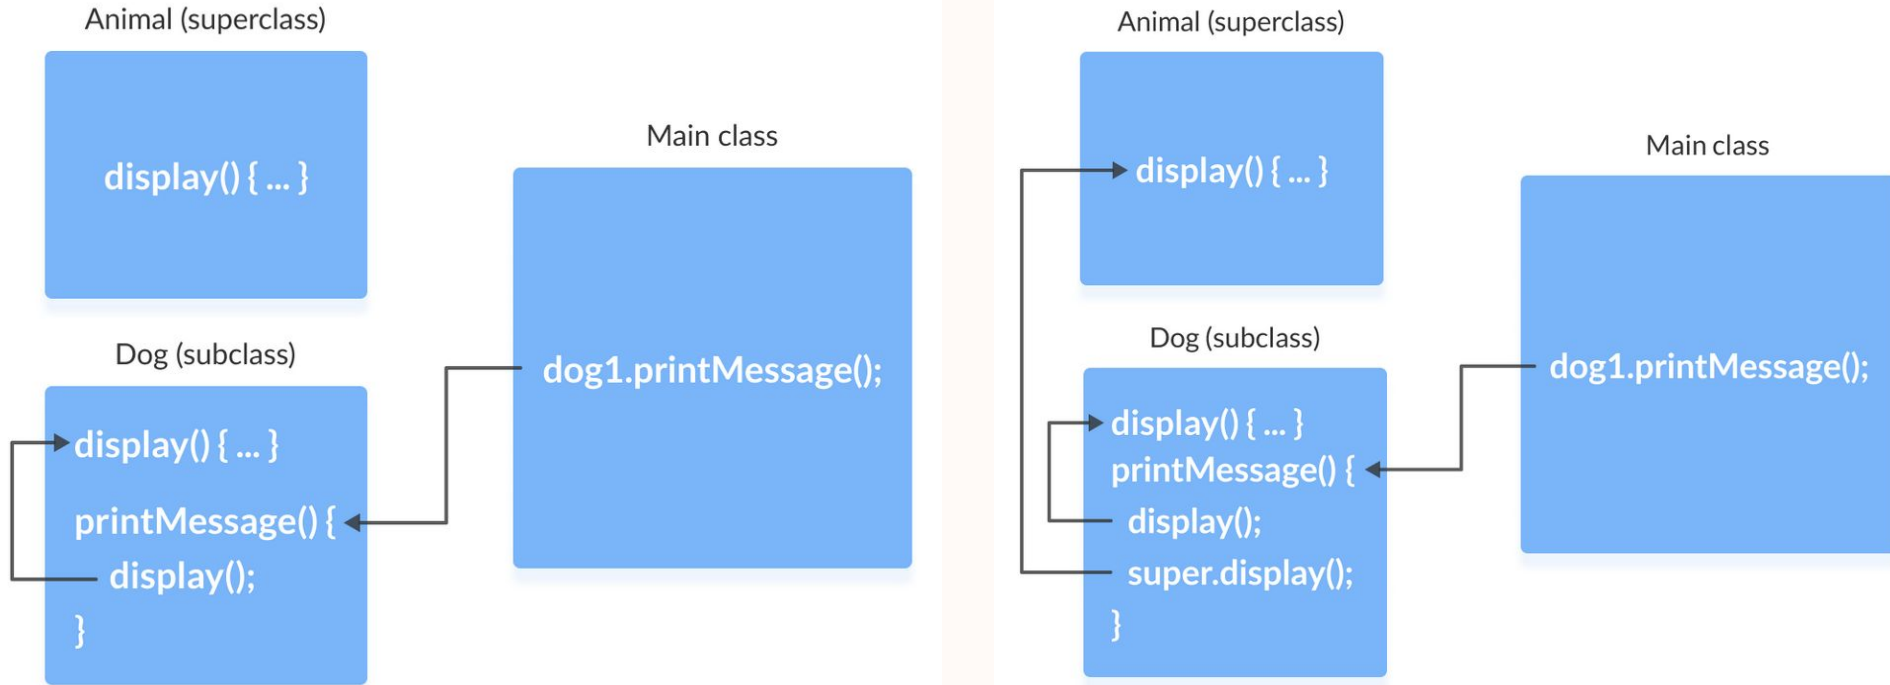 Animal (superclass)
display() { ... }
Dog (subclass)
display() { ... }
printMessage() {
display();
}
Main class
dog1.printMessage();
Animal (superclass)
display() { ... }
Dog (subclass)
display() { ... }
printMessage() {
display();
super.display();
}
Main class
dog1.printMessage();